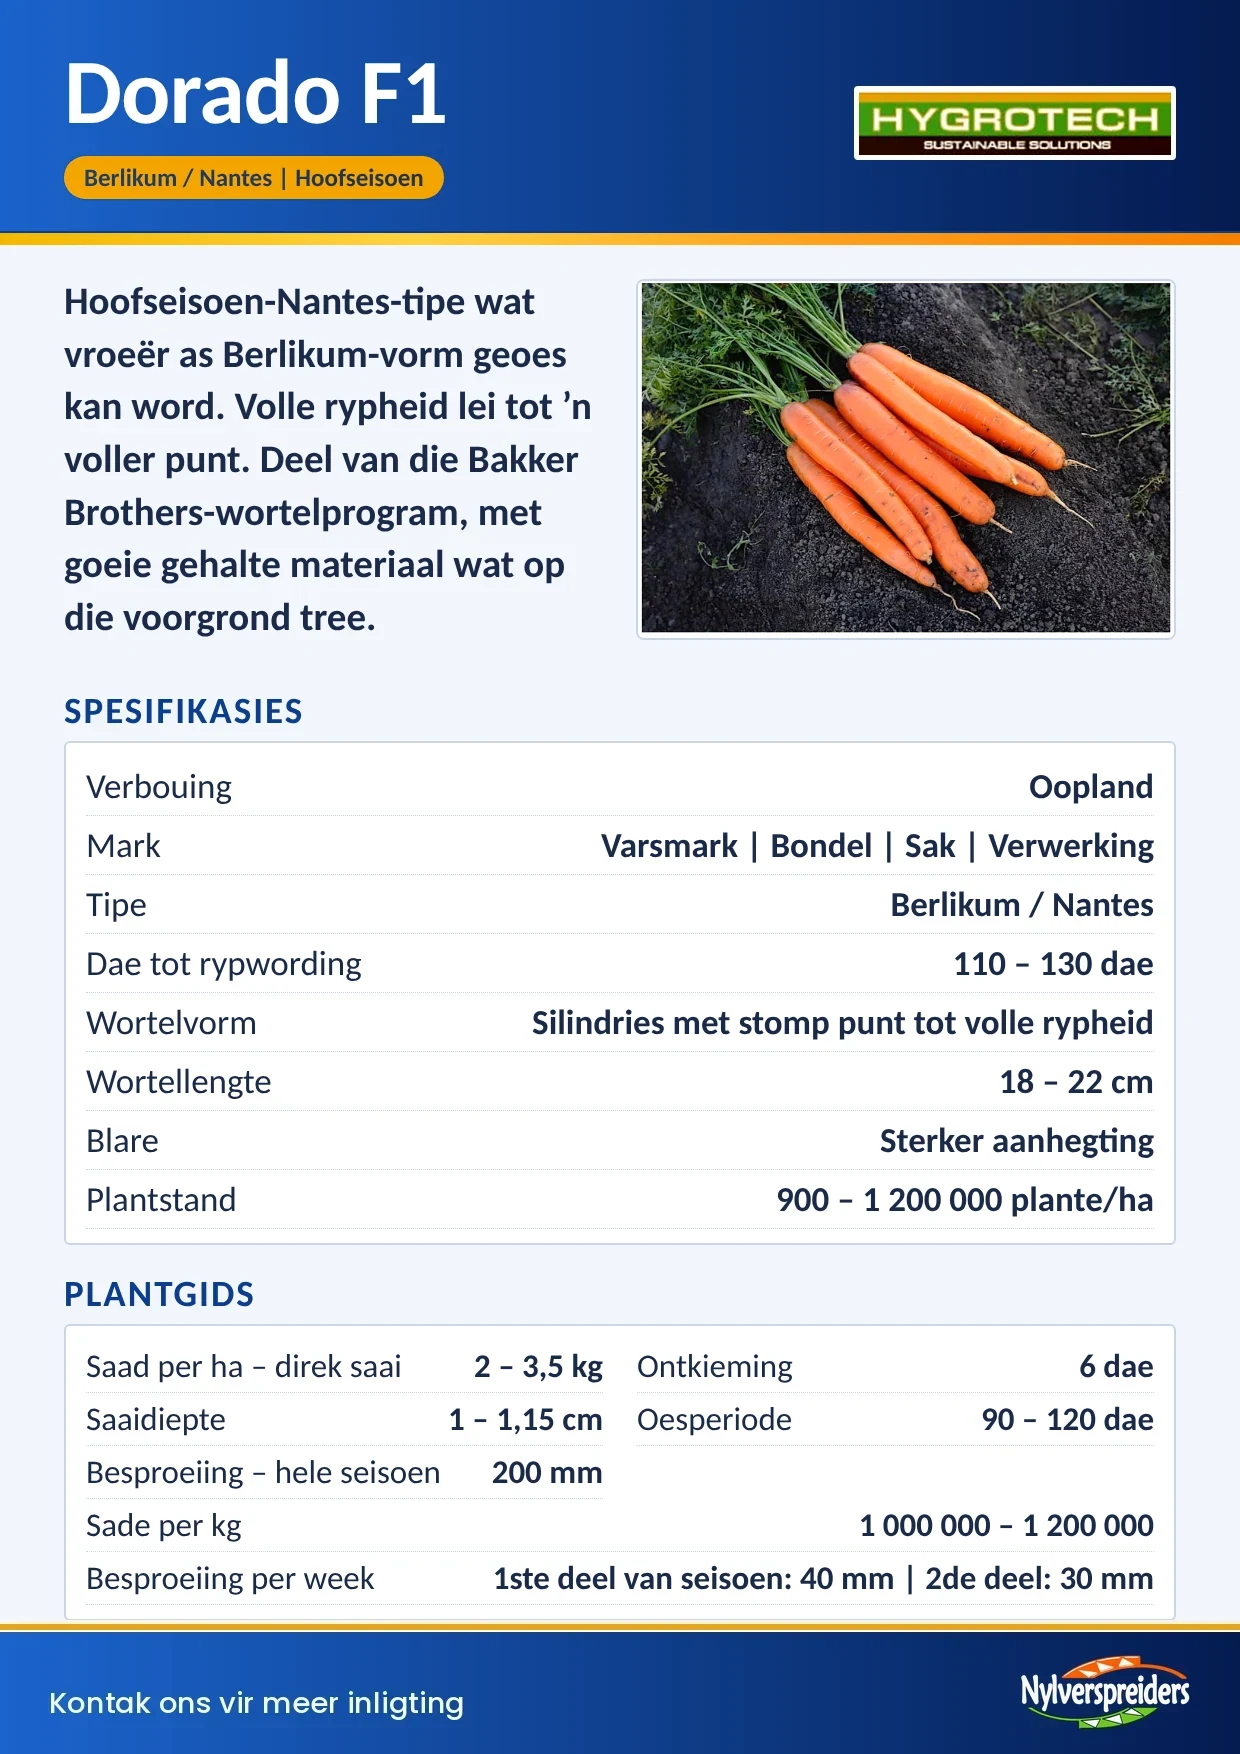 Dorado F1
Berlikum / Nantes | Hoofseisoen
HYGROTECH
SUSTAINABLE SOLUTIONS
Hoofseisoen-Nantes-tipe wat
vroeër as Berlikum-vorm geoes
kan word. Volle rypheid lei tot ’n
voller punt. Deel van die Bakker
Brothers-wortelprogram, met
goeie gehalte materiaal wat op
die voorgrond tree.
SPESIFIKASIES
Verbouing Oopland
Mark Varsmark | Bondel | Sak | Verwerking
Tipe Berlikum / Nantes
Dae tot rypwording 110 – 130 dae
Wortelvorm Silindries met stomp punt tot volle rypheid
Wortellengte 18 – 22 cm
Blare Sterker aanhegting
Plantstand 900 – 1 200 000 plante/ha
PLANTGIDS
Saad per ha – direk saai 2 – 3,5 kg Ontkieming 6 dae
Saaidiepte 1 – 1,15 cm Oesperiode 90 – 120 dae
Besproeiing – hele seisoen 200 mm
Sade per kg 1 000 000 – 1 200 000
Besproeiing per week 1ste deel van seisoen: 40 mm | 2de deel: 30 mm
Kontak ons vir meer inligting
Nylverspreiders